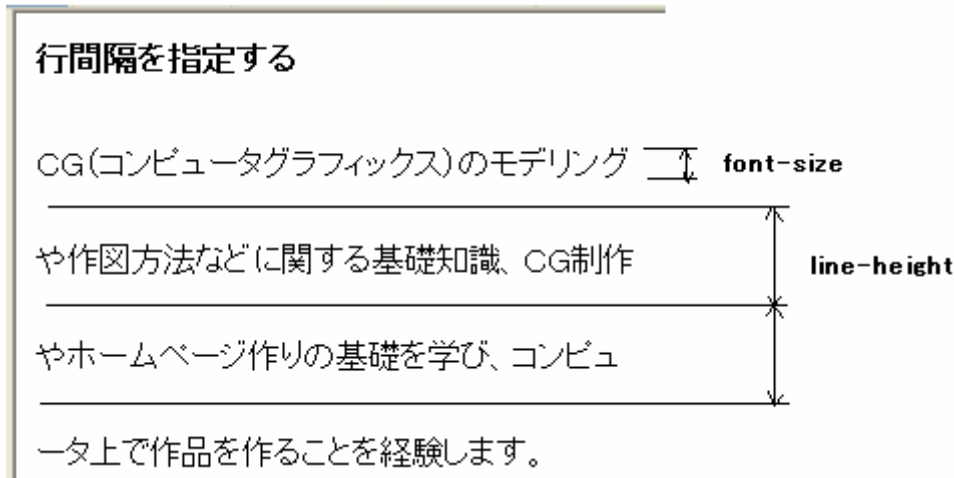 行間隔を指定する
CG(コンピュータグラフィックス)のモデリング
font-size
や作図方法などに関する基礎知識、CG制作
line-height
やホームページ作りの基礎を学び、コンピュ
ータ上で作品を作ることを経験します。